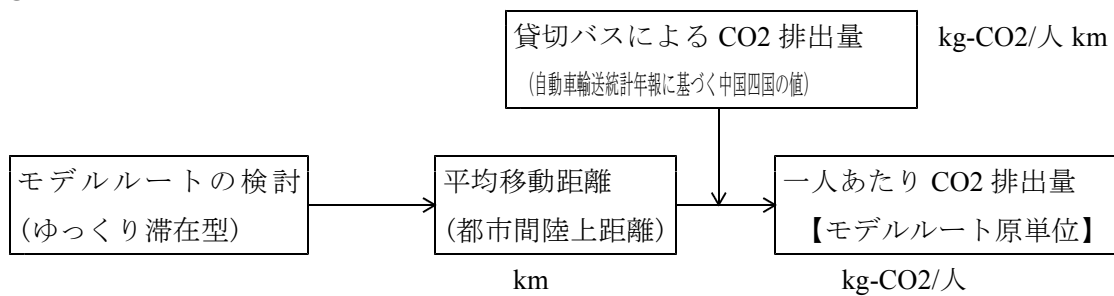 貸切バスによる CO2 排出量 kg-CO2/人 km
(自動車輸送統計年報に基づく中国四国の値)
モデルルートの検討
(ゆっくり滞在型)
平均移動距離
(都市間陸上距離)
km
一人あたり CO2 排出量
【モデルルート原単位】
kg-CO2/人